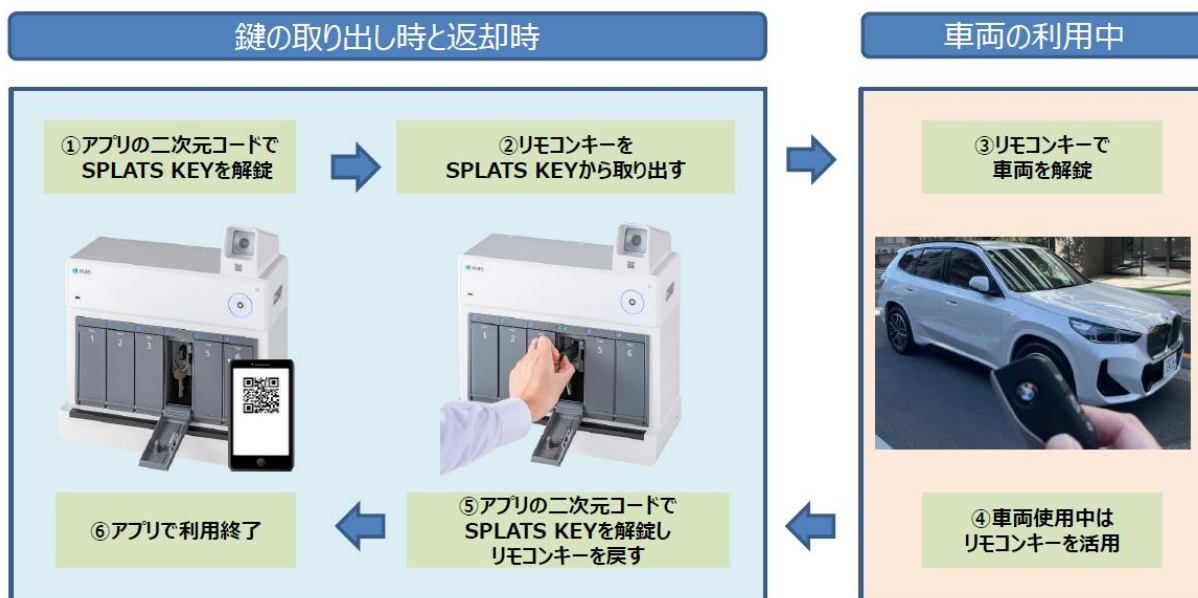 鍵の取り出し時と返却時
車両の利用中
①アプリの二次元コードで
SPLATS KEYを解錠
②リモコンキーを
SPLATS KEYから取り出す
③リモコンキーで
車両を解錠
1
2
3
5
6
1
2
5
6
⑥アプリで利用終了
⑤アプリの二次元コードで
SPLATS KEYを解錠し
リモコンキーを戻す
④車両使用中は
リモコンキーを活用